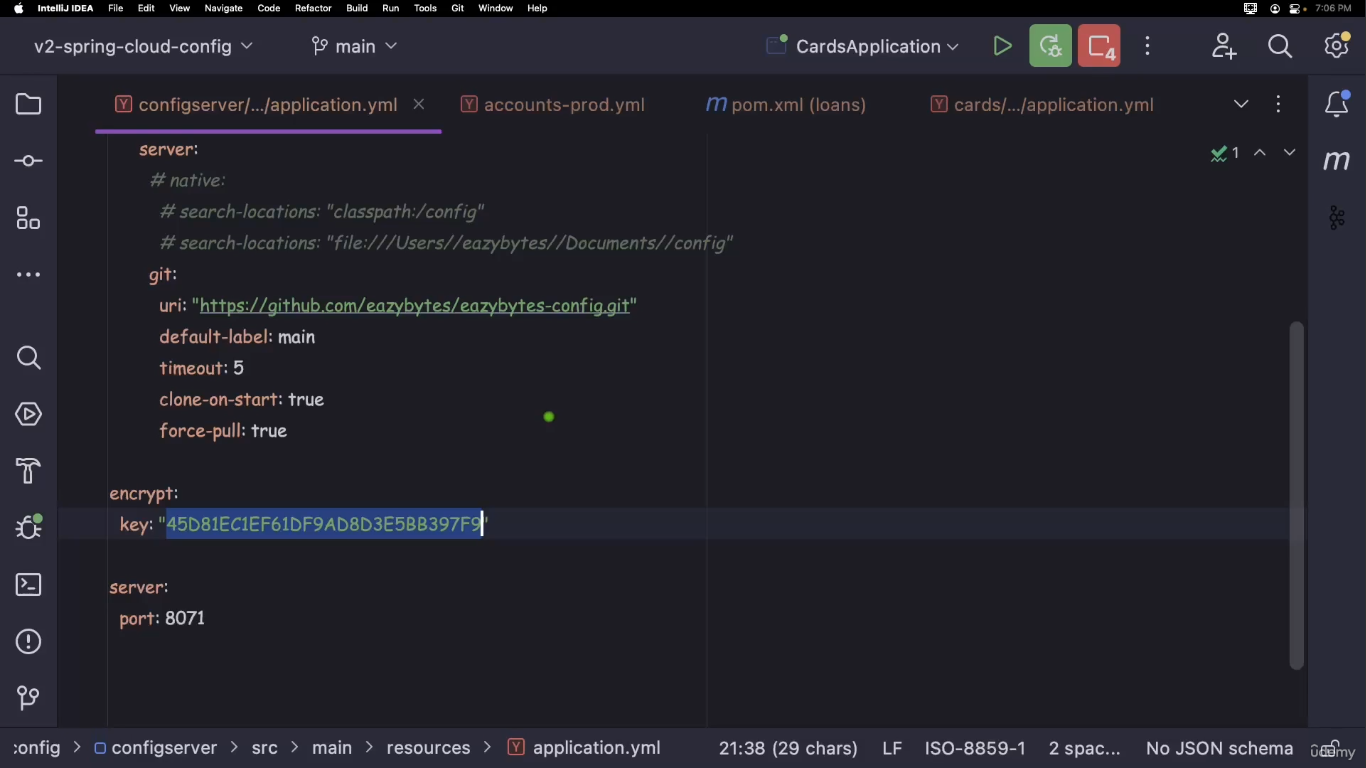 IntelliJ IDEA File Edit View Navigate Code Refactor Build Run Tools Git Window Help 7:06 PM
v2-spring-cloud-config main CardsApplication 4
configserver/.../application.yml accounts-prod.yml m pom.xml (loans) cards/.../application.yml
server: 1
# native:
# search-locations: "classpath:/config"
# search-locations: "file:///Users//eazybytes//Documents//config"
git:
uri: "https://github.com/eazybytes/eazybytes-config.git"
default-label: main
timeout: 5
clone-on-start: true
force-pull: true
encrypt:
key: "45D81EC1EF61DF9AD8D3E5BB397F9"
server:
port: 8071
config > configserver > src > main > resources > application.yml 21:38 (29 chars) LF ISO-8859-1 2 spac... No JSON schema
ûdemy